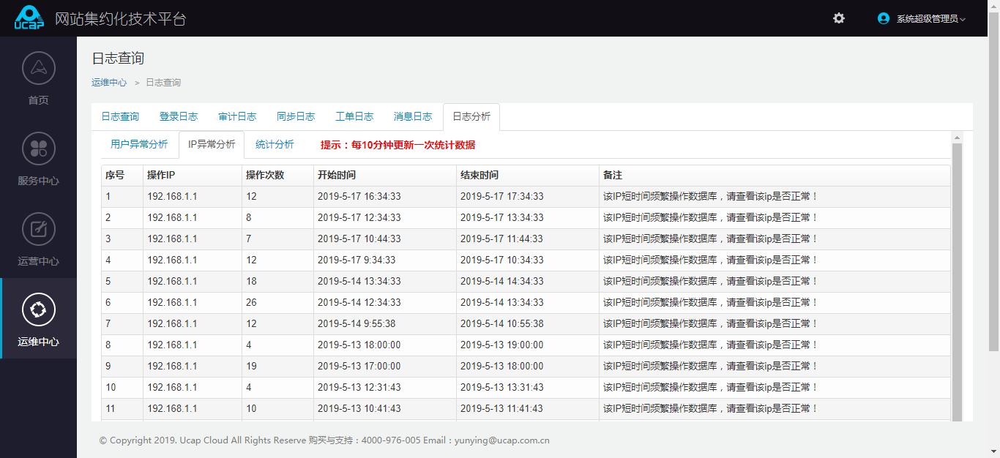 ucap 网站集约化技术平台 系统超级管理员
首页
服务中心
运营中心
运维中心
日志查询
运维中心 > 日志查询
日志查询 登录日志 审计日志 同步日志 工单日志 消息日志 日志分析
用户异常分析 IP异常分析 统计分析 提示：每10分钟更新一次统计数据
序号 操作IP 操作次数 开始时间 结束时间 备注
1 192.168.1.1 12 2019-5-17 16:34:33 2019-5-17 17:34:33 该IP短时间频繁操作数据库，请查看该ip是否正常！
2 192.168.1.1 8 2019-5-17 12:34:33 2019-5-17 13:34:33 该IP短时间频繁操作数据库，请查看该ip是否正常！
3 192.168.1.1 7 2019-5-17 10:44:33 2019-5-17 11:44:33 该IP短时间频繁操作数据库，请查看该ip是否正常！
4 192.168.1.1 12 2019-5-17 9:34:33 2019-5-17 10:34:33 该IP短时间频繁操作数据库，请查看该ip是否正常！
5 192.168.1.1 18 2019-5-14 13:34:33 2019-5-14 14:34:33 该IP短时间频繁操作数据库，请查看该ip是否正常！
6 192.168.1.1 26 2019-5-14 12:34:33 2019-5-14 13:34:33 该IP短时间频繁操作数据库，请查看该ip是否正常！
7 192.168.1.1 12 2019-5-14 9:55:38 2019-5-14 10:55:38 该IP短时间频繁操作数据库，请查看该ip是否正常！
8 192.168.1.1 4 2019-5-13 18:00:00 2019-5-13 19:00:00 该IP短时间频繁操作数据库，请查看该ip是否正常！
9 192.168.1.1 19 2019-5-13 17:00:00 2019-5-13 18:00:00 该IP短时间频繁操作数据库，请查看该ip是否正常！
10 192.168.1.1 4 2019-5-13 12:31:43 2019-5-13 13:31:43 该IP短时间频繁操作数据库，请查看该ip是否正常！
11 192.168.1.1 10 2019-5-13 10:41:43 2019-5-13 11:41:43 该IP短时间频繁操作数据库，请查看该ip是否正常！
© Copyright 2019. Ucap Cloud All Rights Reserve 购买与支持：4000-976-005 Email：yunying@ucap.com.cn